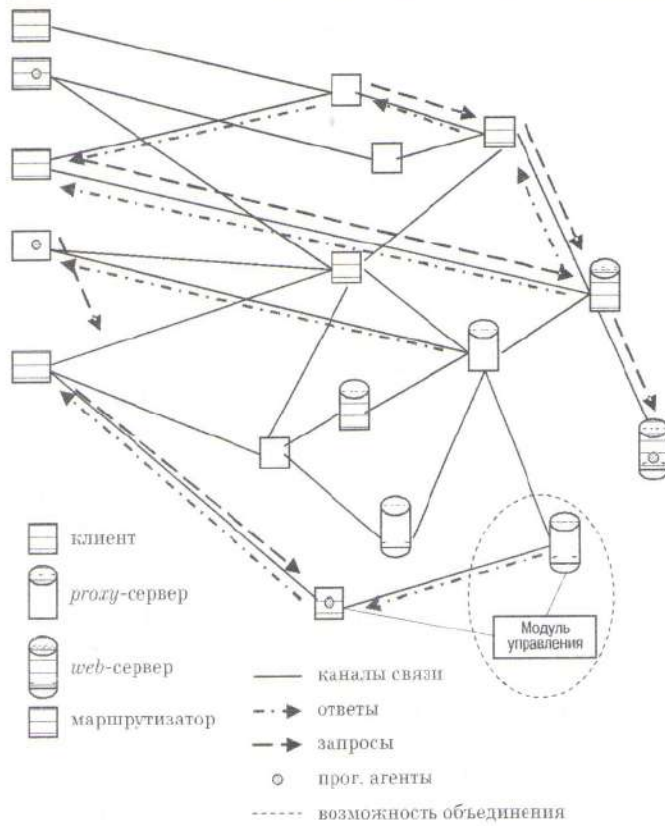 клиент
proxy-сервер
web-сервер
маршрутизатор
Модуль
управления
каналы связи
ответы
запросы
прог. агенты
возможность объединения